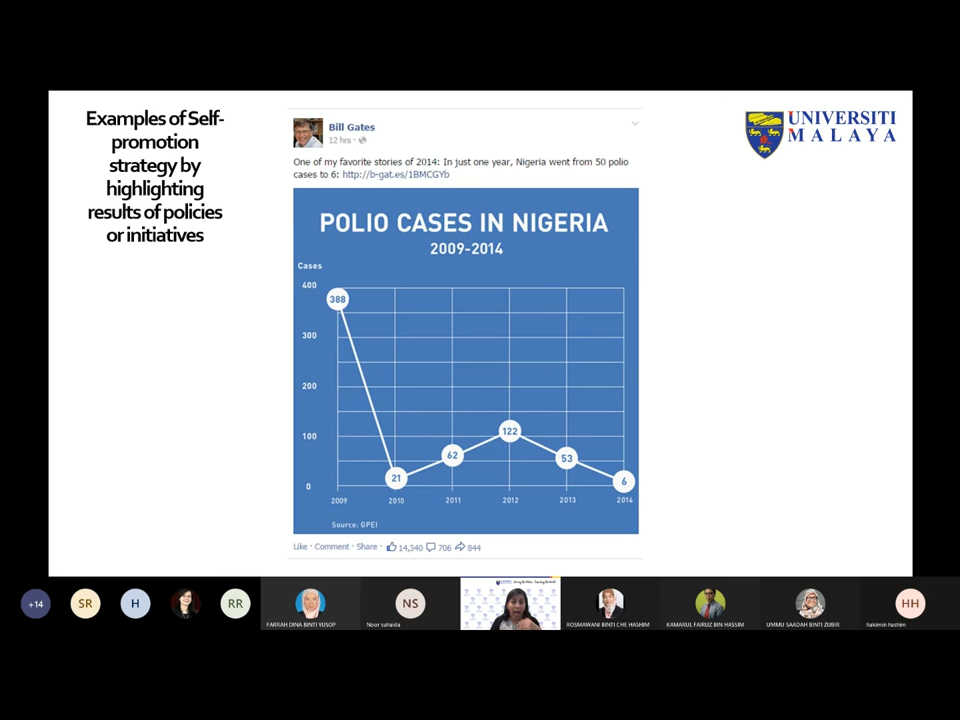 Examples of Self-
promotion
strategy by
highlighting
results of policies
or initiatives
Bill Gates
12 hrs ·
One of my favorite stories of 2014: In just one year, Nigeria went from 50 polio
cases to 6: http://b-gat.es/1BMCGYb
POLIO CASES IN NIGERIA
2009-2014
Cases
400
300
200
100
0
388
21
62
122
53
6
2009 2010 2011 2012 2013 2014
Source: GPEI
Like · Comment · Share · 14,340 706 844
UNIVERSITI
MALAYA
+14
SR
H
RR
FARRAH DINA BINTI YUSOP
NS
Noor suhaida
ROSMAWANI BINTI CHE HASHIM
KAMARUL FAIRUZ BIN HASSIM
UMMU SAADAH BINTI ZUBIR
HH
hakimin hashim